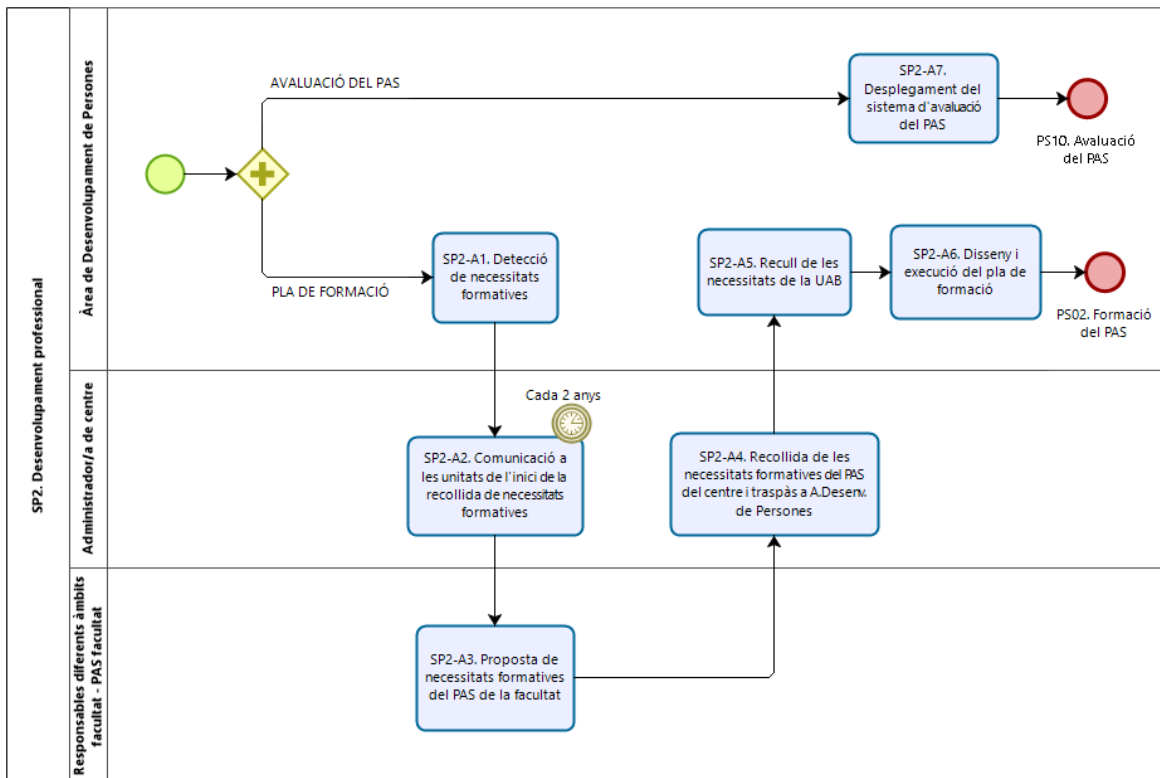 SP2. Desenvolupament professional
Àrea de Desenvolupament de Persones
AVALUACIÓ DEL PAS
SP2-A7.
Desplegament del
sistema d'avaluació
del PAS
PS10. Avaluació
del PAS
PLA DE FORMACIÓ
SP2-A1. Detecció
de necessitats
formatives
SP2-A5. Recull de les
necessitats de la UAB
SP2-A6. Disseny i
execució del pla de
formació
PS02. Formació
del PAS
Administrador/a de centre
Cada 2 anys
SP2-A2. Comunicació a
les unitats de l'inici de la
recollida de necessitats
formatives
SP2-A4. Recollida de les
necessitats formatives del PAS
del centre i traspàs a A.Desenv.
de Persones
Responsables diferents àmbits
facultat - PAS facultat
SP2-A3. Proposta de
necessitats formatives
del PAS de la facultat